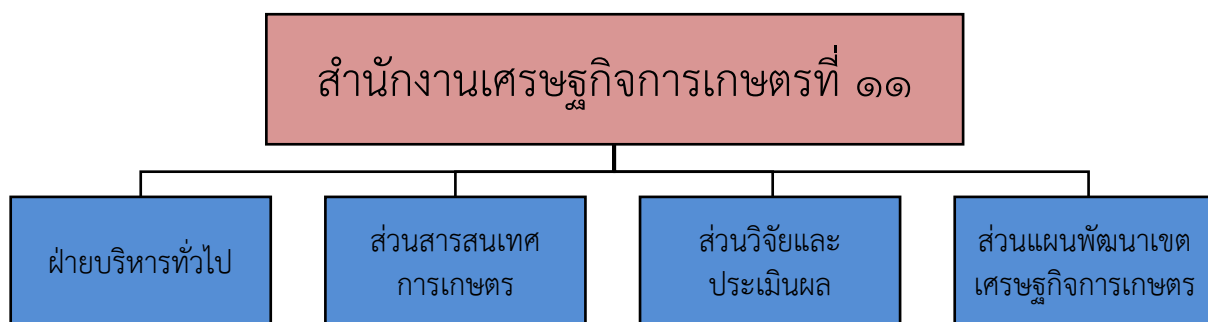 สำนักงานเศรษฐกิจการเกษตรที่ ๑๑
ฝ่ายบริหารทั่วไป
ส่วนสารสนเทศ
การเกษตร
ส่วนวิจัยและ
ประเมินผล
ส่วนแผนพัฒนาเขต
เศรษฐกิจการเกษตร